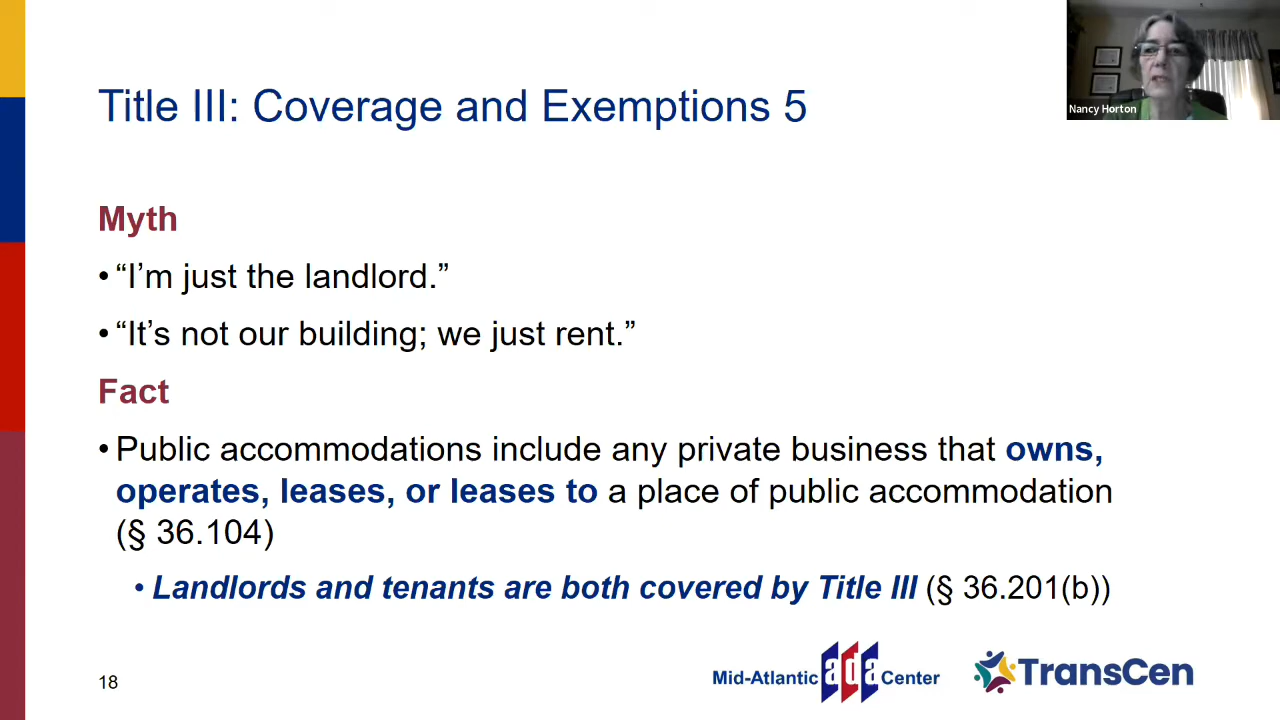 Title III: Coverage and Exemptions 5
Nancy Horton
Myth
• “I’m just the landlord.”
• “It’s not our building; we just rent.”
Fact
• Public accommodations include any private business that owns,
operates, leases, or leases to a place of public accommodation
(§ 36.104)
• Landlords and tenants are both covered by Title III (§ 36.201(b))
18
Mid-Atlantic ada Center
TransCen